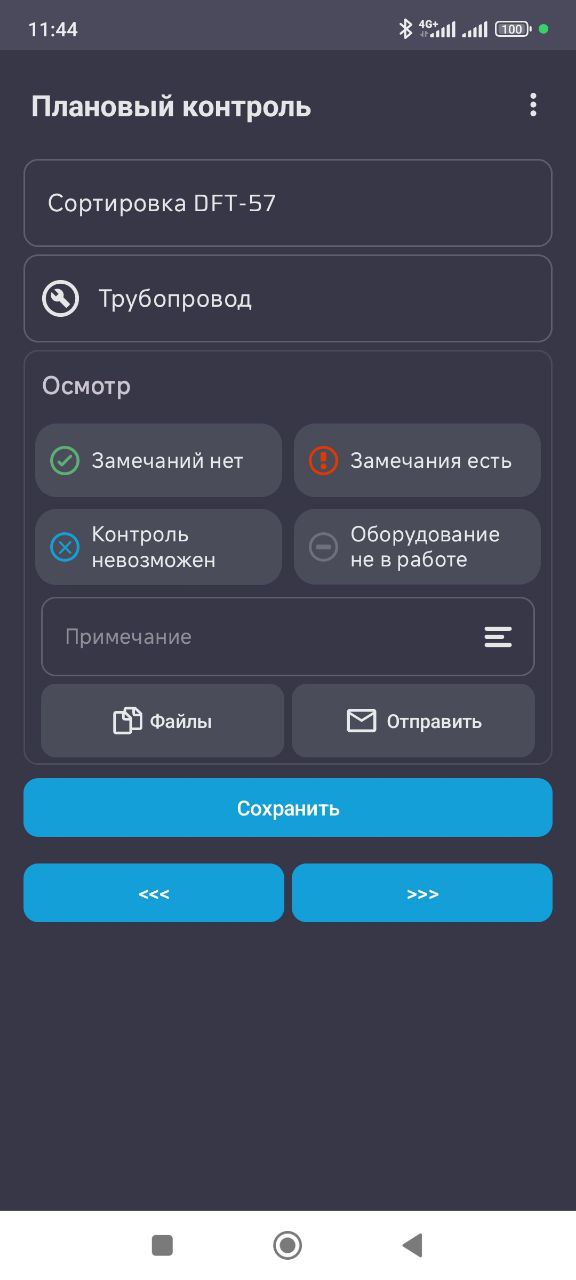 11:44
4G+
100
Плановый контроль
Сортировка DFT-57
Трубопровод
Осмотр
Замечаний нет
Замечания есть
Контроль
невозможен
Оборудование
не в работе
Примечание
Файлы
Отправить
Сохранить
<<<
>>>